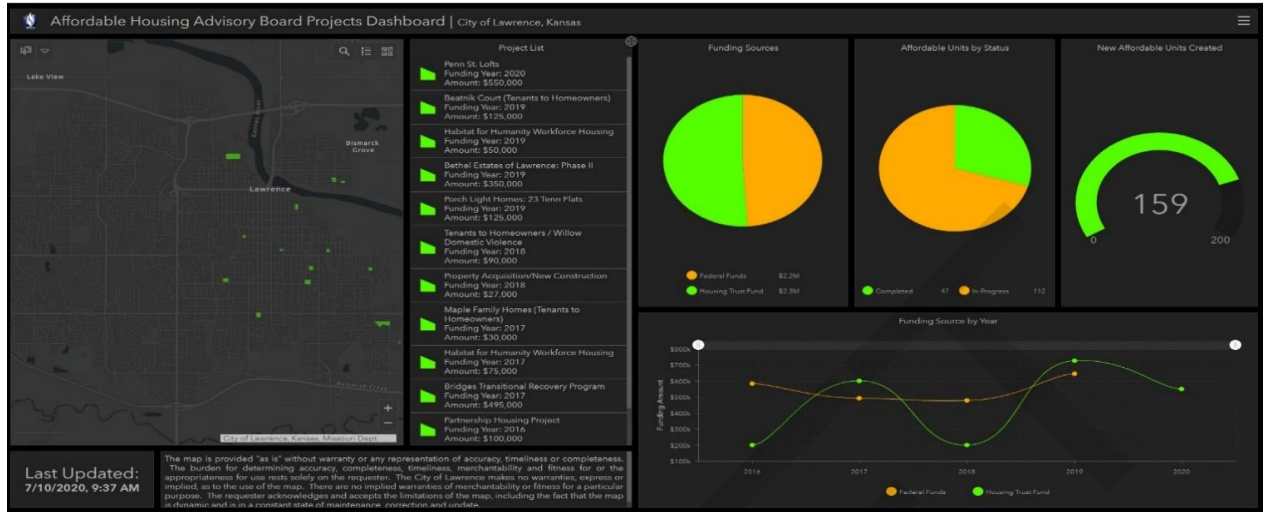 Affordable Housing Advisory Board Projects Dashboard | City of Lawrence, Kansas
Lake View
Bismarck
Grove
Lawrence
City of Lawrence, Kansas, Missouri Dept.
Project List
Penn St. Lofts
Funding Year: 2020
Amount: $550,000
Beatnik Court (Tenants to Homeowners)
Funding Year: 2019
Amount: $125,000
Habitat for Humanity Workforce Housing
Funding Year: 2019
Amount: $50,000
Bethel Estates of Lawrence: Phase II
Funding Year: 2019
Amount: $350,000
Porch Light Homes: 23 Tenn Flats
Funding Year: 2019
Amount: $125,000
Tenants to Homeowners / Willow
Domestic Violence
Funding Year: 2018
Amount: $90,000
Property Acquisition/New Construction
Funding Year: 2018
Amount: $27,000
Maple Family Homes (Tenants to
Homeowners)
Funding Year: 2017
Amount: $30,000
Habitat for Humanity Workforce Housing
Funding Year: 2017
Amount: $75,000
Bridges Transitional Recovery Program
Funding Year: 2017
Amount: $495,000
Partnership Housing Project
Funding Year: 2016
Amount: $100,000
Funding Sources
Federal Funds $2.2M
Housing Trust Fund $2.3M
Affordable Units by Status
Completed 47 In-Progress 112
New Affordable Units Created
159
0 200
Funding Source by Year
Funding Amount
$800k
$700k
$600k
$500k
$400k
$300k
$200k
$100k
2016 2017 2018 2019 2020
Federal Funds Housing Trust Fund
Last Updated:
7/10/2020, 9:37 AM
The map is provided "as is" without warranty or any representation of accuracy, timeliness or completeness.
The burden for determining accuracy, completeness, timeliness, merchantability and fitness for or the
appropriateness for use rests solely on the requester. The City of Lawrence makes no warranties, express or
implied, as to the use of the map. There are no implied warranties of merchantability or fitness for a particular
purpose. The requester acknowledges and accepts the limitations of the map, including the fact that the map
is dynamic and is in a constant state of maintenance, correction and update.